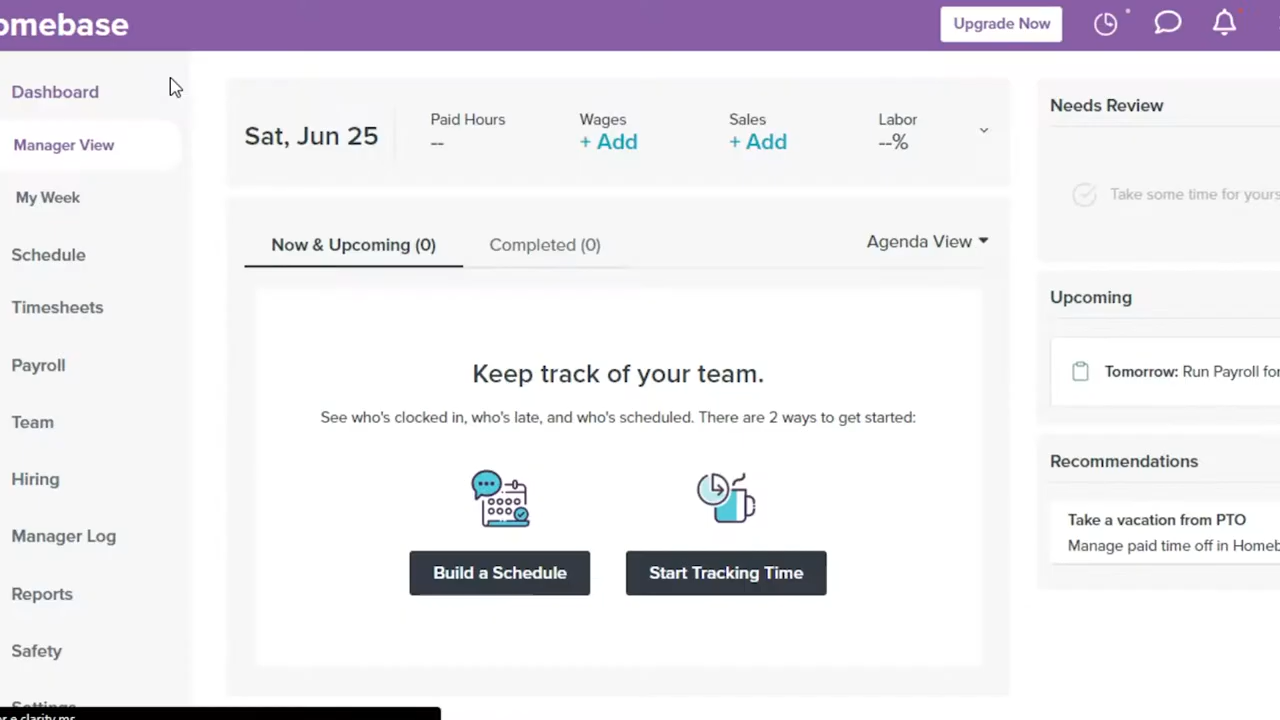 omebase
Upgrade Now
Dashboard
Manager View
My Week
Schedule
Timesheets
Payroll
Team
Hiring
Manager Log
Reports
Safety
Settings
Sat, Jun 25
Paid Hours
--
Wages
+ Add
Sales
+ Add
Labor
--%
Now & Upcoming (0)
Completed (0)
Agenda View
Keep track of your team.
See who's clocked in, who's late, and who's scheduled. There are 2 ways to get started:
Build a Schedule
Start Tracking Time
Needs Review
Take some time for yours
Upcoming
Tomorrow: Run Payroll for
Recommendations
Take a vacation from PTO
Manage paid time off in Homeb
or e.clarity.ms